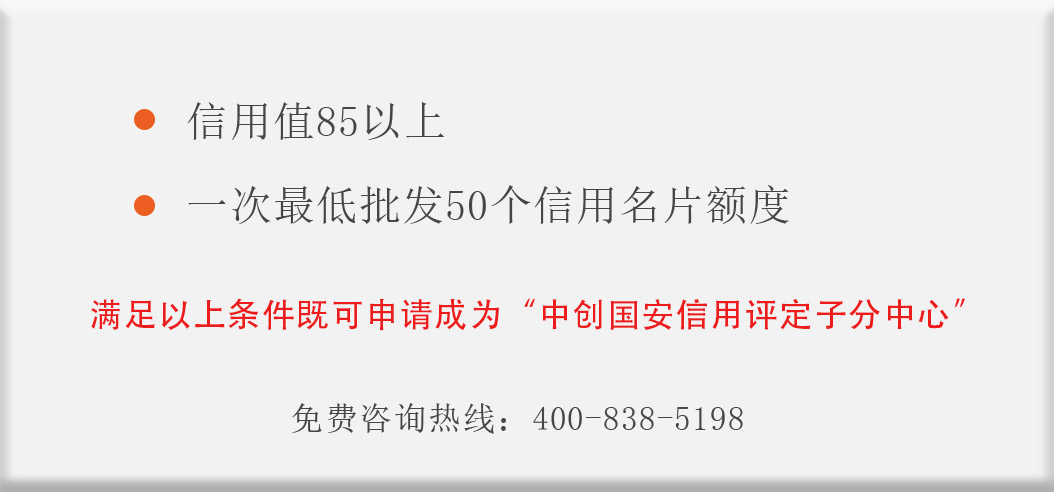 信用值85以上
一次最低批发50个信用名片额度
满足以上条件既可申请成为“中创国安信用评定子分中心”
免费咨询热线：400-838-5198